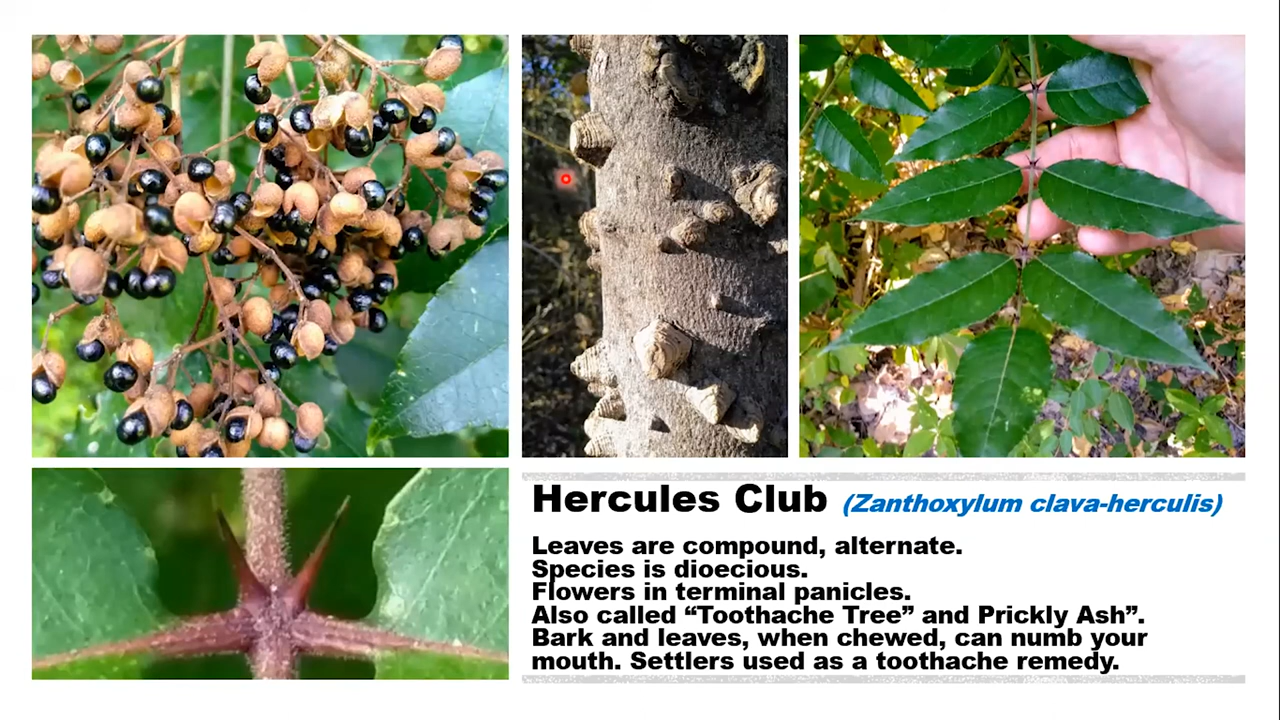 Hercules Club (Zanthoxylum clava-herculis)
Leaves are compound, alternate.
Species is dioecious.
Flowers in terminal panicles.
Also called “Toothache Tree” and Prickly Ash”.
Bark and leaves, when chewed, can numb your
mouth. Settlers used as a toothache remedy.